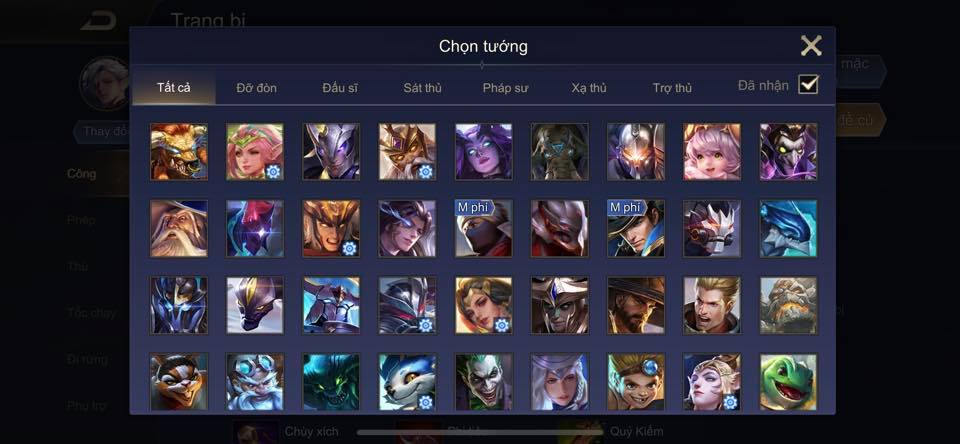 Trang bị
Chọn tướng
Tất cả Đỡ đòn Đấu sĩ Sát thủ Pháp sư Xạ thủ Trợ thủ Đã nhận
mặc
Thay đổi
đề cử
Công
M phí M phí
Phép
Thủ
Tốc chạy
Đi rừng
Phụ trợ
Chùy xích
Quỷ Kiếm